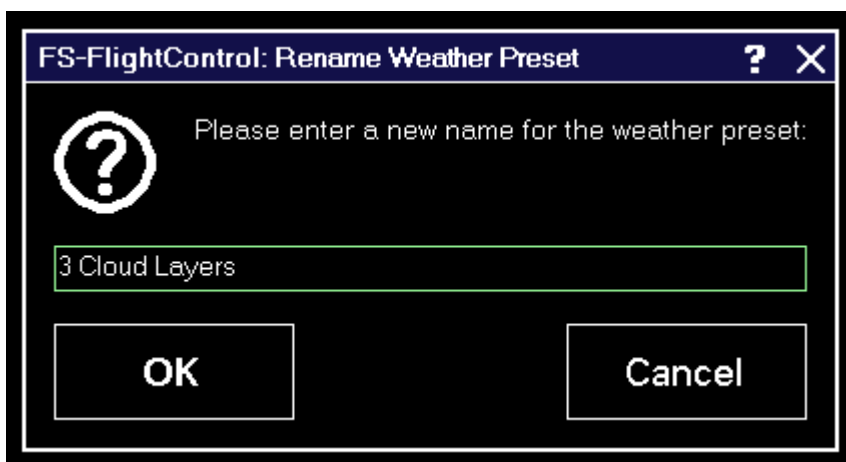 FS-FlightControl: Rename Weather Preset ? X
Please enter a new name for the weather preset:
3 Cloud Layers
OK Cancel